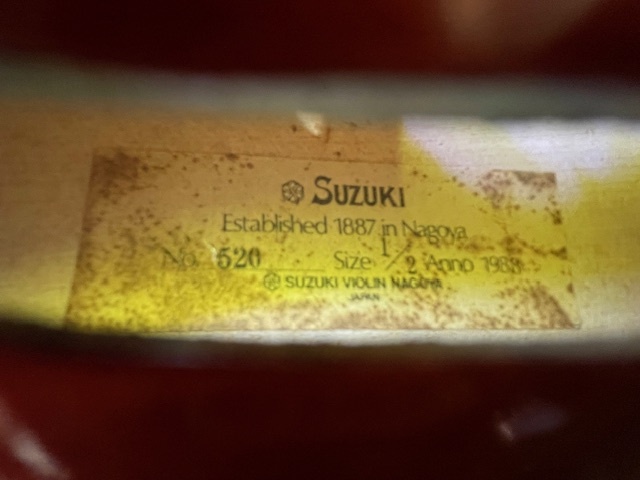 SUZUKI
Established 1887 in Nagoya
No. 520 Size 1/2 Anno 1983
SUZUKI VIOLIN NAGOYA
JAPAN